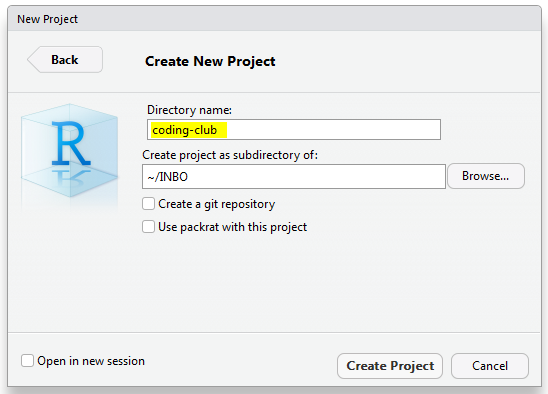 New Project
Back
Create New Project
Directory name:
coding-club
Create project as subdirectory of:
~/INBO
Browse...
Create a git repository
Use packrat with this project
R
Open in new session
Create Project
Cancel